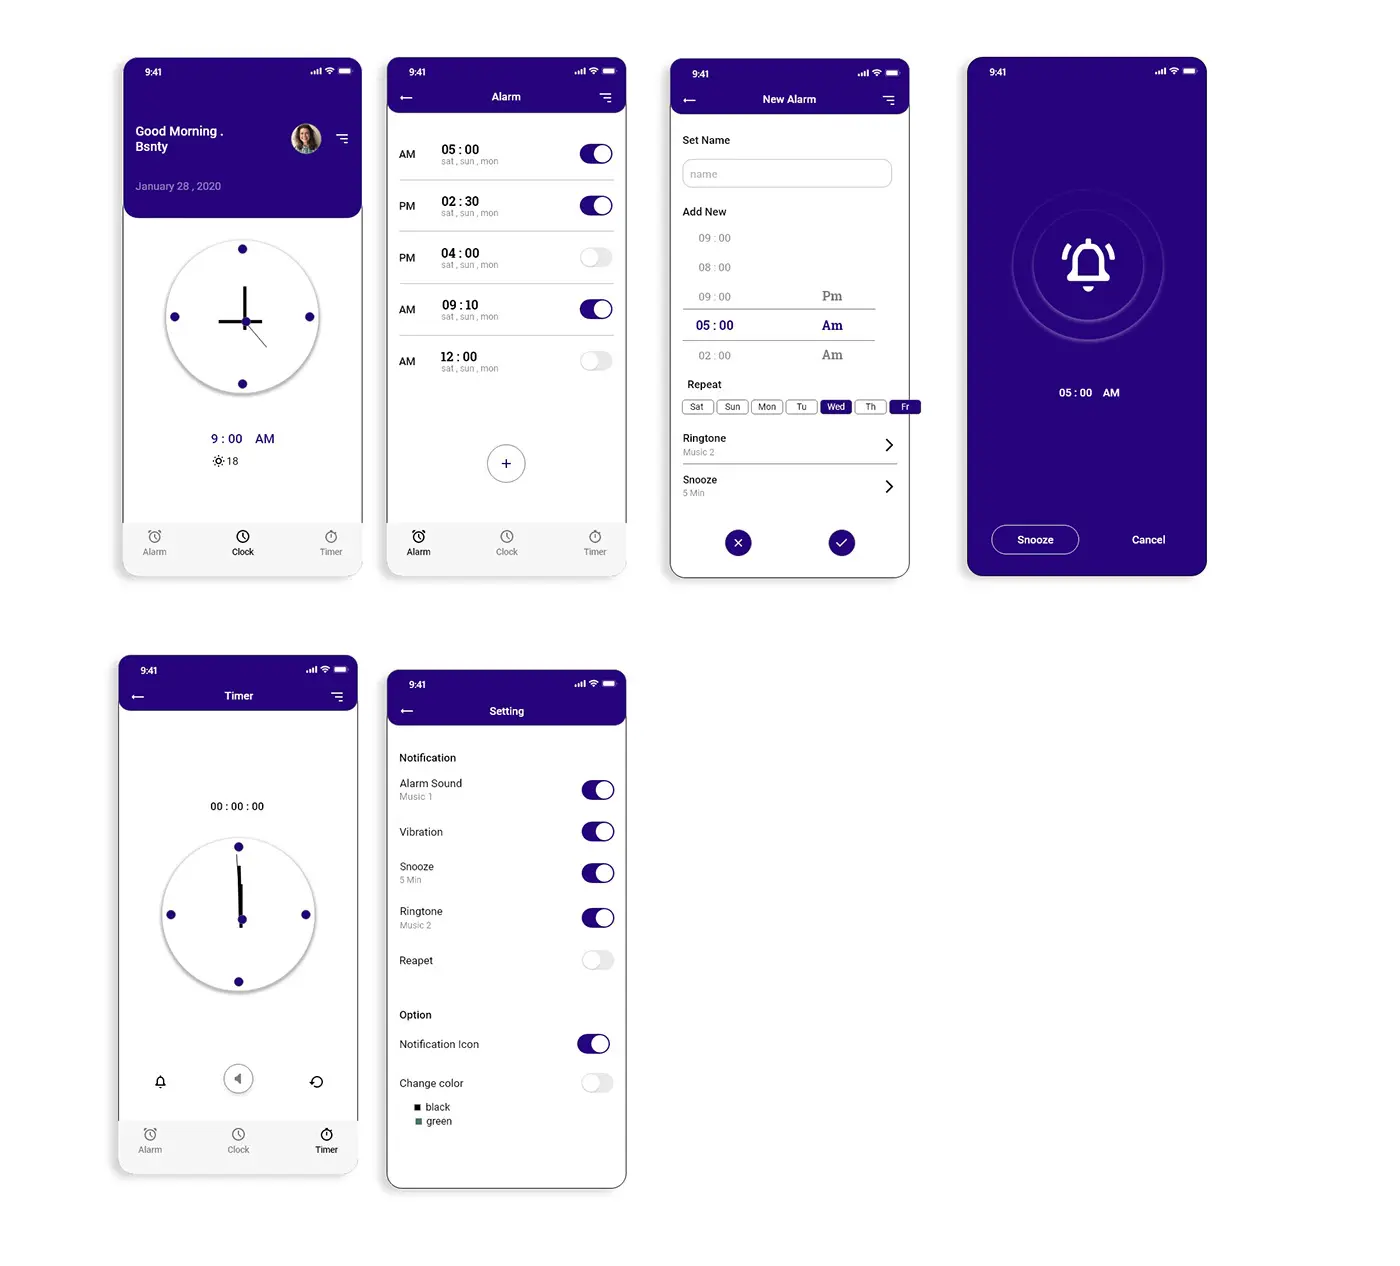 9:41
Good Morning .
Bsnty
January 28 , 2020
9 : 00 AM
18
Alarm Clock Timer
9:41
Alarm
AM 05 : 00
sat , sun , mon
PM 02 : 30
sat , sun , mon
PM 04 : 00
sat , sun , mon
AM 09 : 10
sat , sun , mon
AM 12 : 00
sat , sun , mon
+
Alarm Clock Timer
9:41
New Alarm
Set Name
name
Add New
09 : 00
08 : 00
09 : 00 Pm
05 : 00 Am
02 : 00 Am
Repeat
Sat Sun Mon Tu Wed Th Fr
Ringtone
Music 2
Snooze
5 Min
9:41
05 : 00 AM
Snooze Cancel
9:41
Timer
00 : 00 : 00
Alarm Clock Timer
9:41
Setting
Notification
Alarm Sound
Music 1
Vibration
Snooze
5 Min
Ringtone
Music 2
Reapet
Option
Notification Icon
Change color
black
green